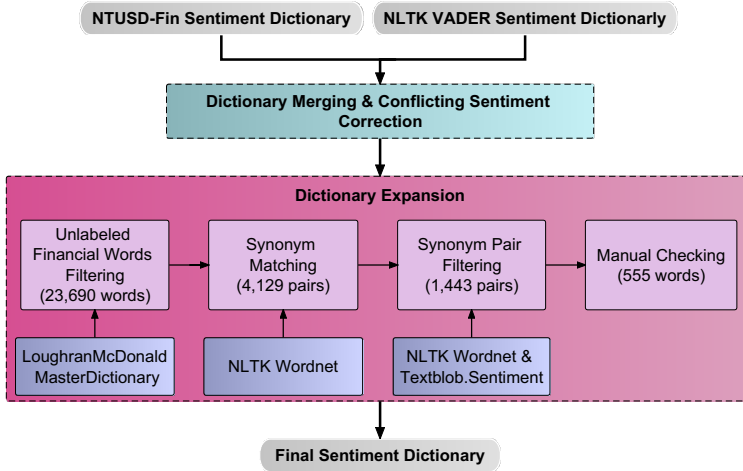 NTUSD-Fin Sentiment Dictionary
NLTK VADER Sentiment Dictionarly
Dictionary Merging & Conflicting Sentiment
Correction
Dictionary Expansion
Unlabeled
Financial Words
Filtering
(23,690 words)
Synonym
Matching
(4,129 pairs)
Synonym Pair
Filtering
(1,443 pairs)
Manual Checking
(555 words)
LoughranMcDonald
MasterDictionary
NLTK Wordnet
NLTK Wordnet &
Textblob.Sentiment
Final Sentiment Dictionary